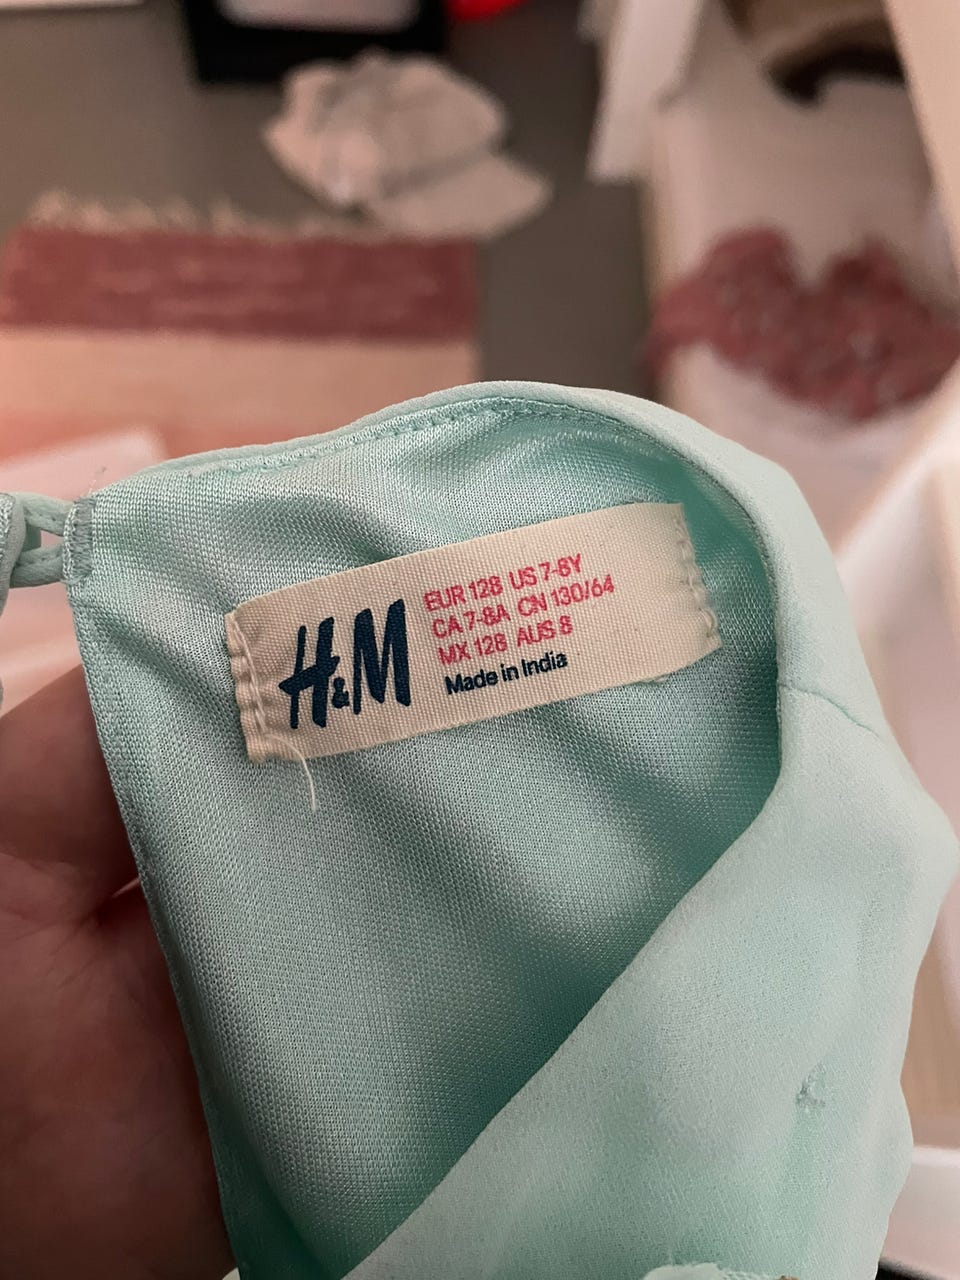 H&M
EUR 128 US 7-8Y
CA 7-8A CN 130/64
MX 128 AUS 8
Made in India